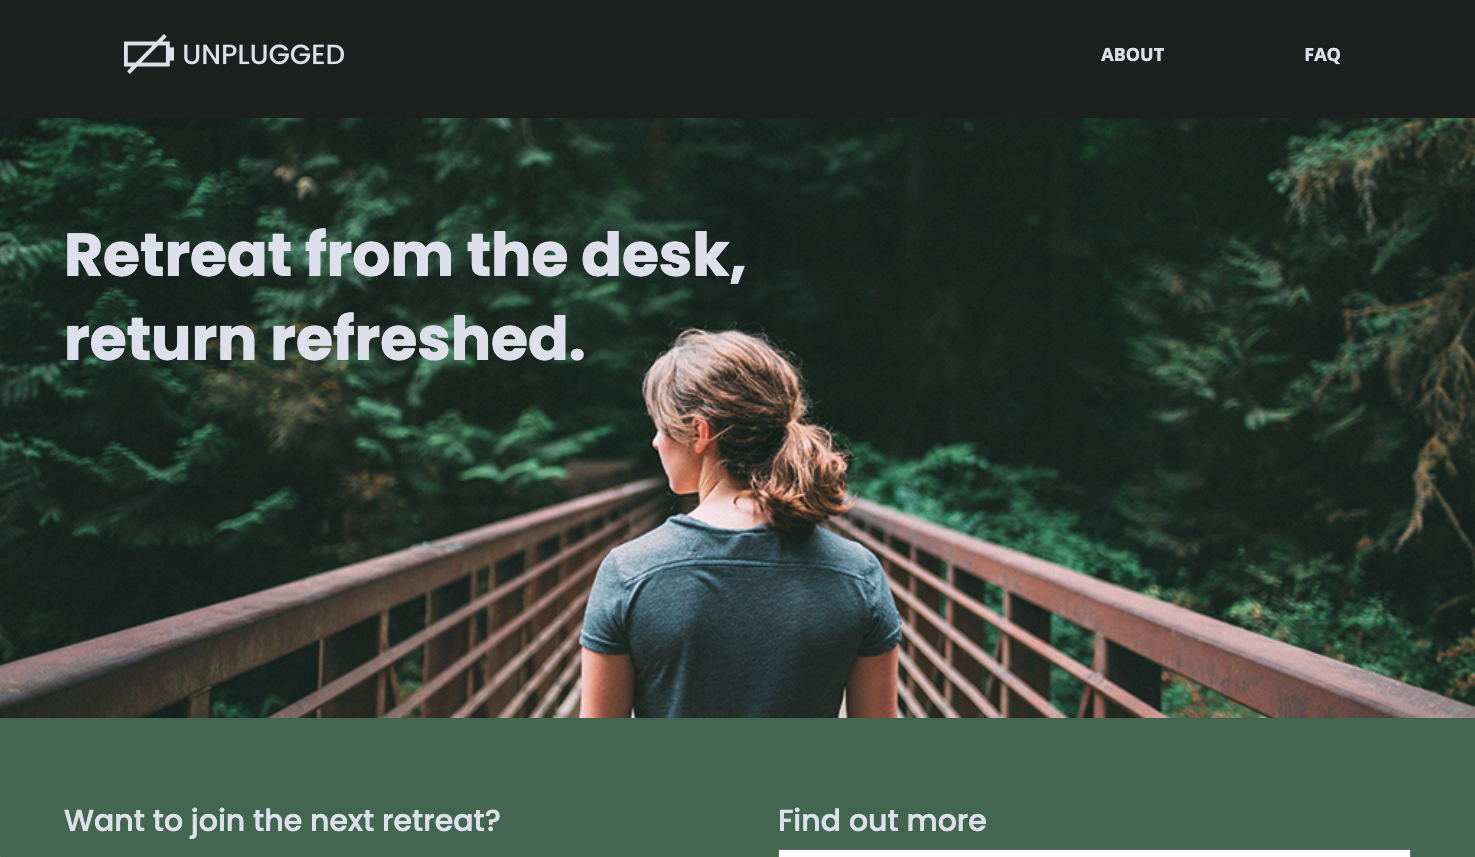 UNPLUGGED
ABOUT
FAQ
Retreat from the desk,
return refreshed.
Want to join the next retreat?
Find out more